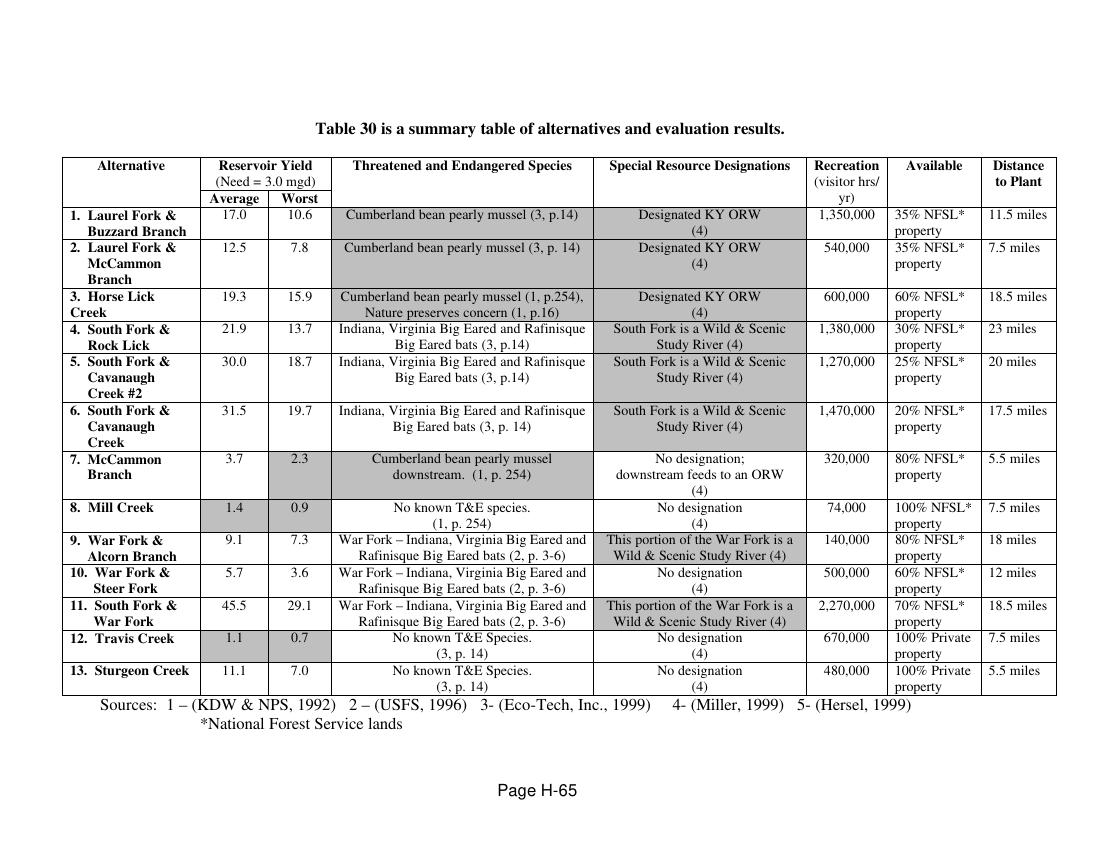 Table 30 is a summary table of alternatives and evaluation results.
Alternative Reservoir Yield Threatened and Endangered Species Special Resource Designations Recreation Available Distance
(Need = 3.0 mgd) (visitor hrs/ to Plant
Average Worst yr)
1. Laurel Fork & 17.0 10.6 Cumberland bean pearly mussel (3, p.14) Designated KY ORW 1,350,000 35% NFSL* 11.5 miles
Buzzard Branch (4) property
2. Laurel Fork & 12.5 7.8 Cumberland bean pearly mussel (3, p. 14) Designated KY ORW 540,000 35% NFSL* 7.5 miles
McCammon (4) property
Branch
3. Horse Lick 19.3 15.9 Cumberland bean pearly mussel (1, p.254), Designated KY ORW 600,000 60% NFSL* 18.5 miles
Creek Nature preserves concern (1, p.16) (4) property
4. South Fork & 21.9 13.7 Indiana, Virginia Big Eared and Rafinisque South Fork is a Wild & Scenic 1,380,000 30% NFSL* 23 miles
Rock Lick Big Eared bats (3, p.14) Study River (4) property
5. South Fork & 30.0 18.7 Indiana, Virginia Big Eared and Rafinisque South Fork is a Wild & Scenic 1,270,000 25% NFSL* 20 miles
Cavanaugh Big Eared bats (3, p.14) Study River (4) property
Creek #2
6. South Fork & 31.5 19.7 Indiana, Virginia Big Eared and Rafinisque South Fork is a Wild & Scenic 1,470,000 20% NFSL* 17.5 miles
Cavanaugh Big Eared bats (3, p. 14) Study River (4) property
Creek
7. McCammon 3.7 2.3 Cumberland bean pearly mussel No designation; 320,000 80% NFSL* 5.5 miles
Branch downstream. (1, p. 254) downstream feeds to an ORW property
(4)
8. Mill Creek 1.4 0.9 No known T&E species. No designation 74,000 100% NFSL* 7.5 miles
(1, p. 254) (4) property
9. War Fork & 9.1 7.3 War Fork – Indiana, Virginia Big Eared and This portion of the War Fork is a 140,000 80% NFSL* 18 miles
Alcorn Branch Rafinisque Big Eared bats (2, p. 3-6) Wild & Scenic Study River (4) property
10. War Fork & 5.7 3.6 War Fork – Indiana, Virginia Big Eared and No designation 500,000 60% NFSL* 12 miles
Steer Fork Rafinisque Big Eared bats (2, p. 3-6) (4) property
11. South Fork & 45.5 29.1 War Fork – Indiana, Virginia Big Eared and This portion of the War Fork is a 2,270,000 70% NFSL* 18.5 miles
War Fork Rafinisque Big Eared bats (2, p. 3-6) Wild & Scenic Study River (4) property
12. Travis Creek 1.1 0.7 No known T&E Species. No designation 670,000 100% Private 7.5 miles
(3, p. 14) (4) property
13. Sturgeon Creek 11.1 7.0 No known T&E Species. No designation 480,000 100% Private 5.5 miles
(3, p. 14) (4) property
Sources: 1 – (KDW & NPS, 1992) 2 – (USFS, 1996) 3- (Eco-Tech, Inc., 1999) 4- (Miller, 1999) 5- (Hersel, 1999)
*National Forest Service lands
Page H-65